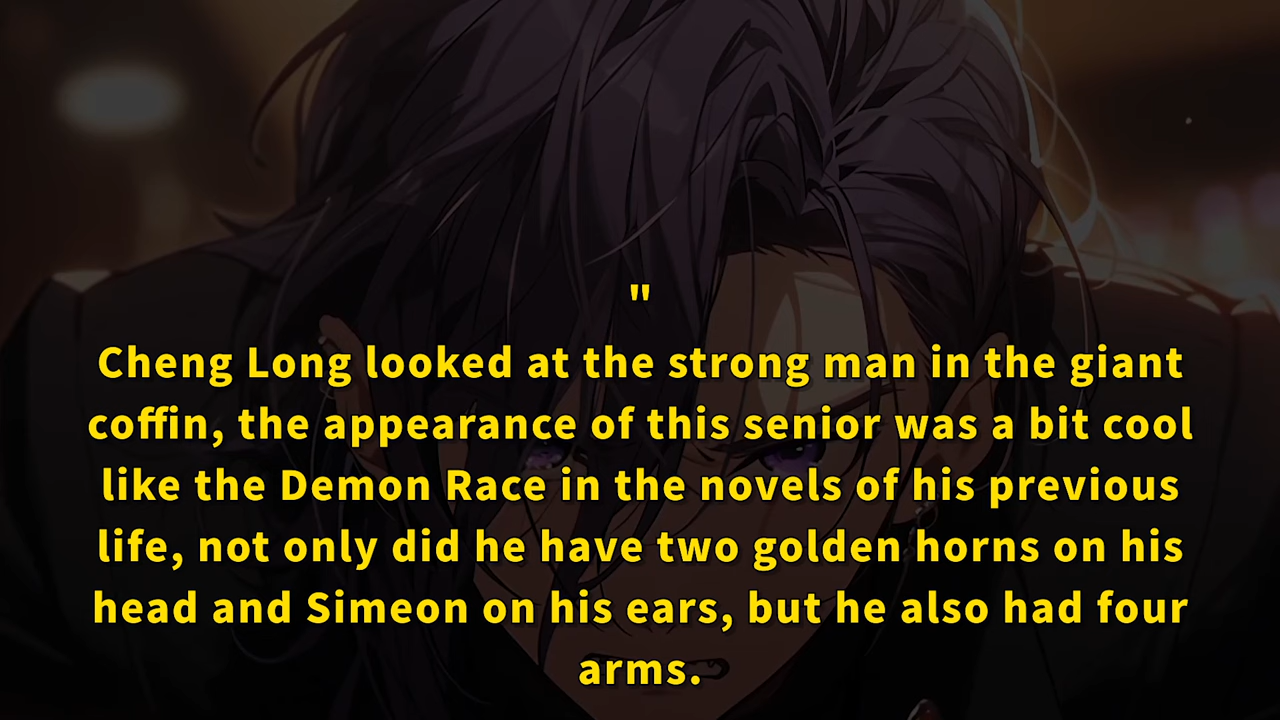 "
Cheng Long looked at the strong man in the giant
coffin, the appearance of this senior was a bit cool
like the Demon Race in the novels of his previous
life, not only did he have two golden horns on his
head and Simeon on his ears, but he also had four
arms.